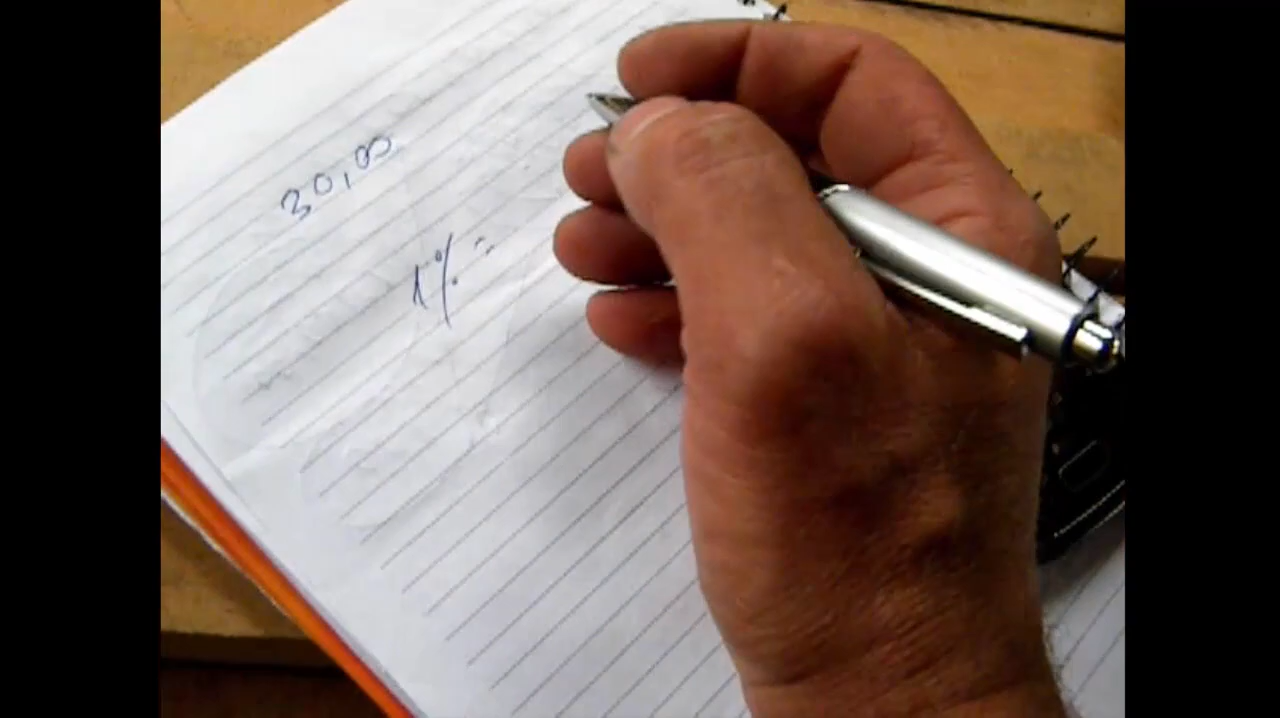 30,00
1% =